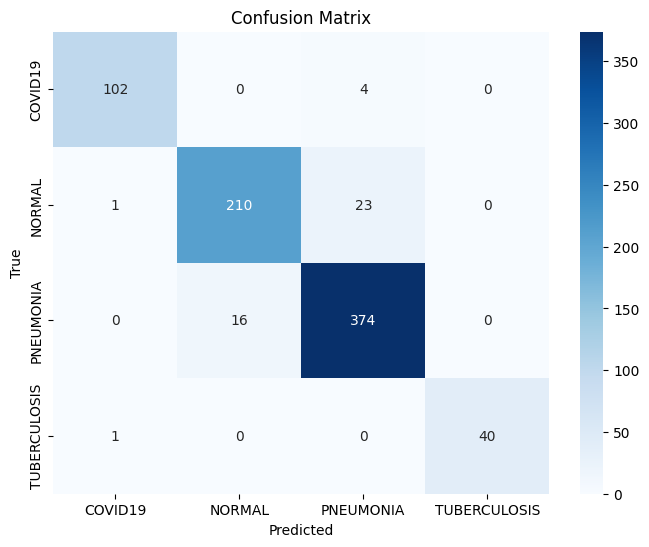 Confusion Matrix
COVID19
102 0 4 0
NORMAL
1 210 23 0
PNEUMONIA
0 16 374 0
TUBERCULOSIS
1 0 0 40
True
COVID19 NORMAL PNEUMONIA TUBERCULOSIS
Predicted
350
300
250
200
150
100
50
0